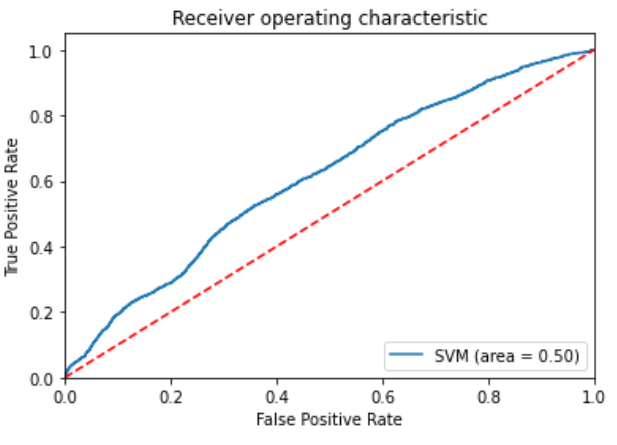 Receiver operating characteristic
1.0
0.8
0.6
0.4
0.2
0.0
True Positive Rate
SVM (area = 0.50)
0.0 0.2 0.4 0.6 0.8 1.0
False Positive Rate